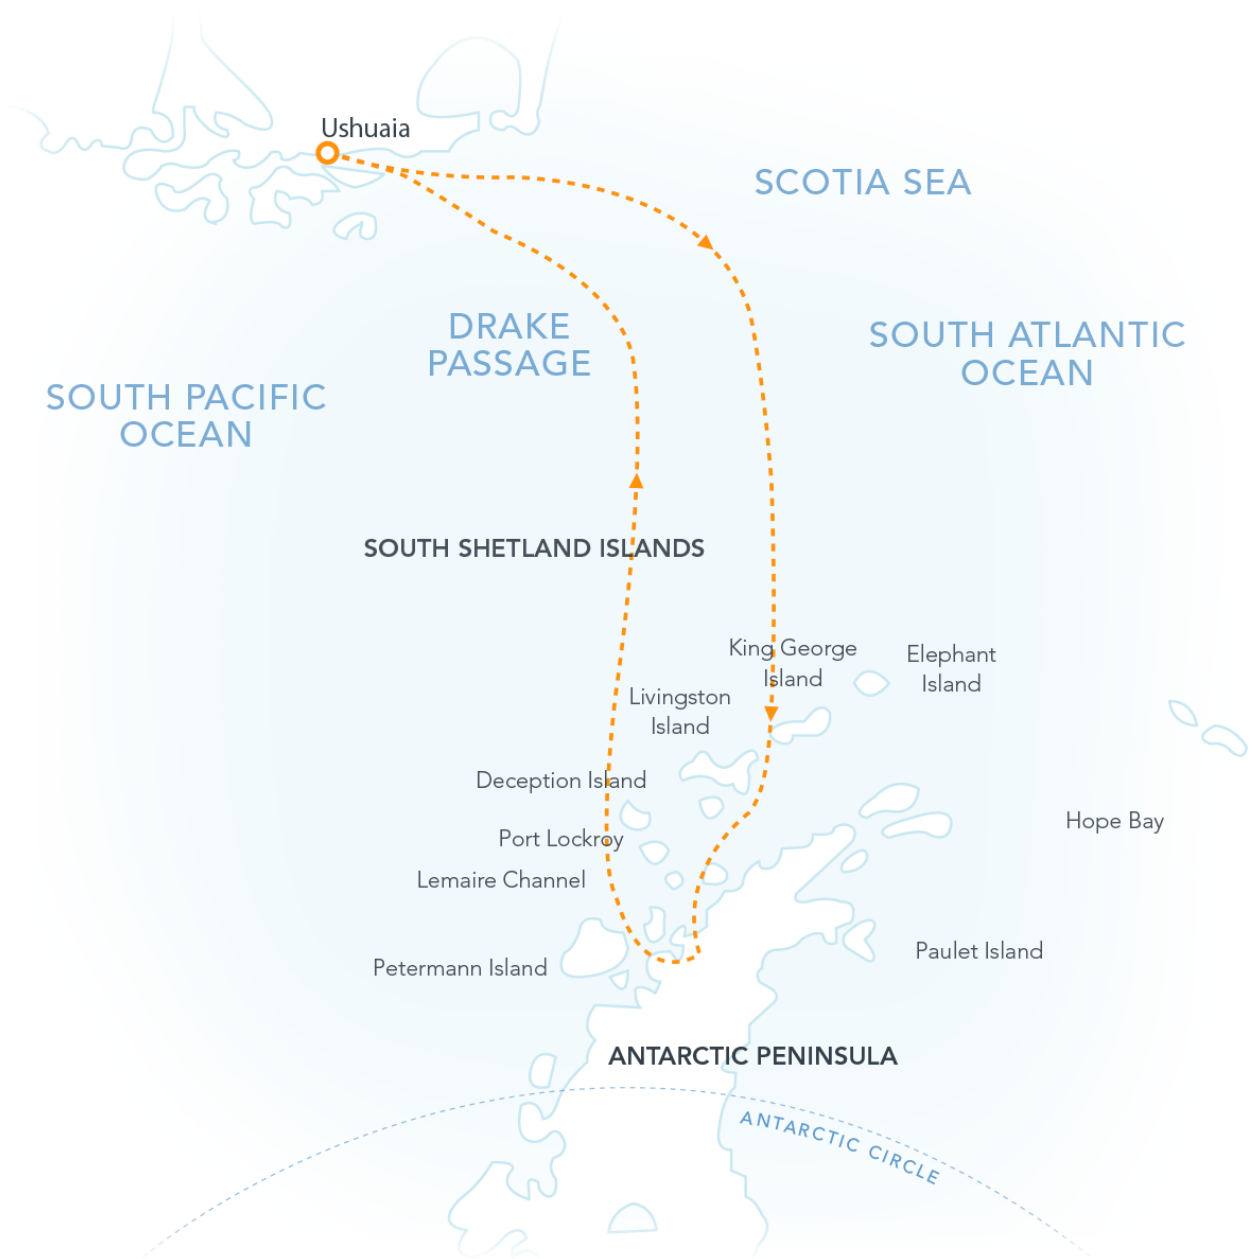 Ushuaia
SCOTIA SEA
DRAKE
PASSAGE
SOUTH ATLANTIC
OCEAN
SOUTH PACIFIC
OCEAN
SOUTH SHETLAND ISLANDS
King George
Island
Elephant
Island
Livingston
Island
Deception Island
Hope Bay
Port Lockroy
Lemaire Channel
Paulet Island
Petermann Island
ANTARCTIC PENINSULA
ANTARCTIC CIRCLE